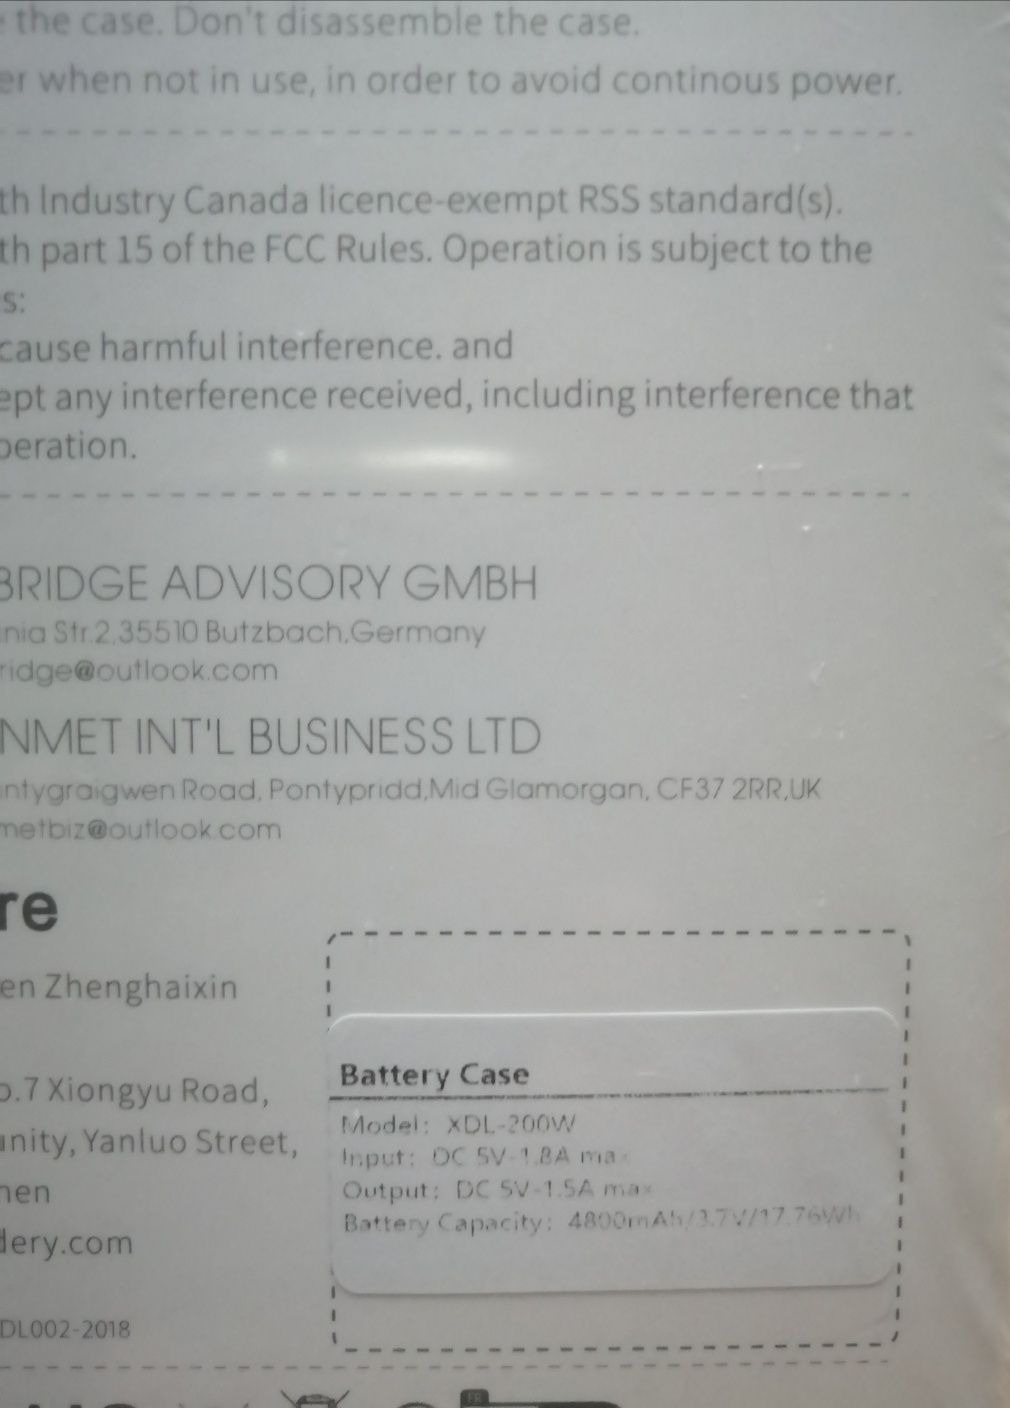 the case. Don't disassemble the case.
er when not in use, in order to avoid continous power.
th Industry Canada licence-exempt RSS standard(s).
th part 15 of the FCC Rules. Operation is subject to the
s:
cause harmful interference. and
ept any interference received, including interference that
peration.
BRIDGE ADVISORY GMBH
nia Str.2,35510 Butzbach,Germany
ridge@outlook.com
NMET INT'L BUSINESS LTD
ntygraigwen Road, Pontypridd,Mid Glamorgan, CF37 2RR,UK
metbiz@outlook.com
re
en Zhenghaixin
o.7 Xiongyu Road,
unity, Yanluo Street,
hen
dery.com
DL002-2018
Battery Case
Model: XDL-200W
Input: DC 5V-1.8A max
Output: DC 5V-1.5A max
Battery Capacity: 4800mAh/3.7V/17.76Wh
FR